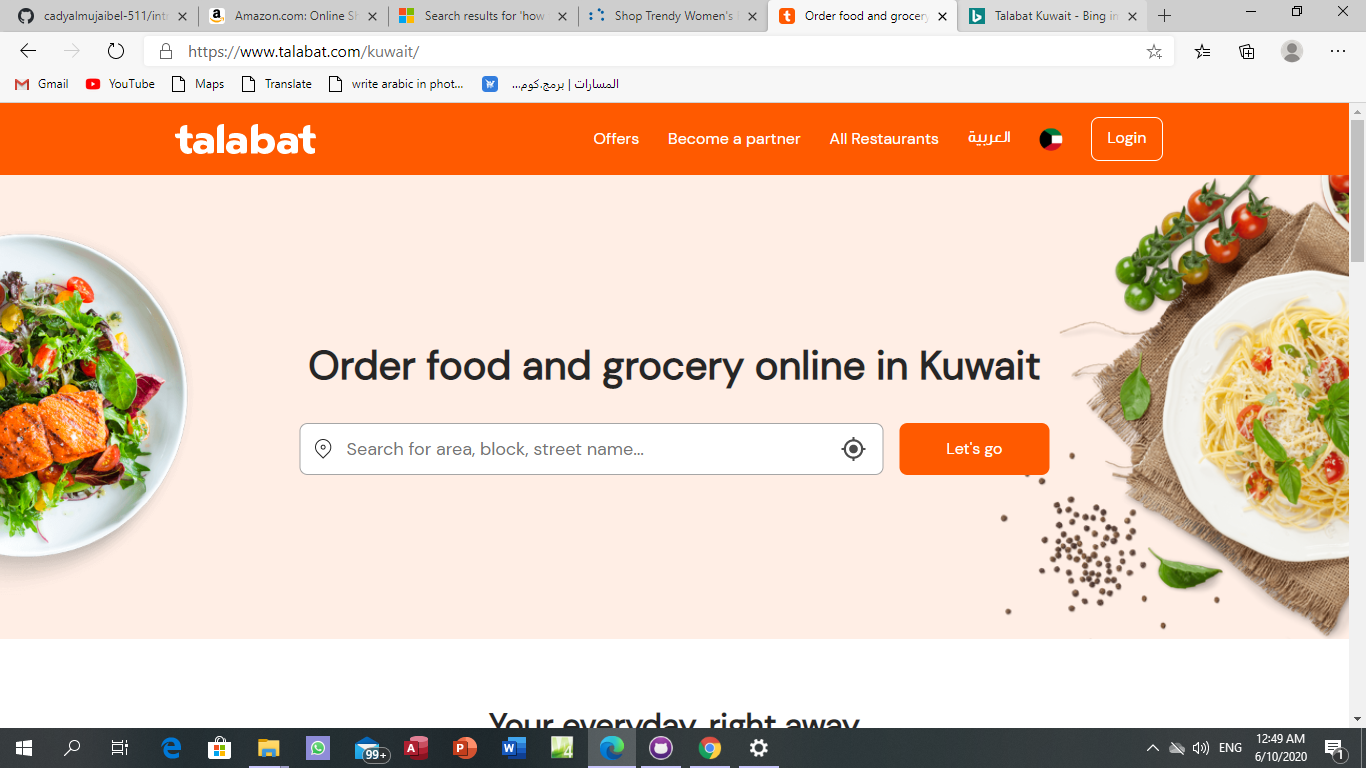 cadyalmujaibel-511/int
Amazon.com: Online Sh
Search results for 'how
Shop Trendy Women's
Order food and grocery
Talabat Kuwait - Bing im
https://www.talabat.com/kuwait/
Gmail
YouTube
Maps
Translate
write arabic in phot...
المسارات | برمج.كوم...
talabat
Offers
Become a partner
All Restaurants
العربية
Login
Order food and grocery online in Kuwait
Search for area, block, street name...
Let's go
Your everyday, right away
99+
ENG
12:49 AM
6/10/2020
1